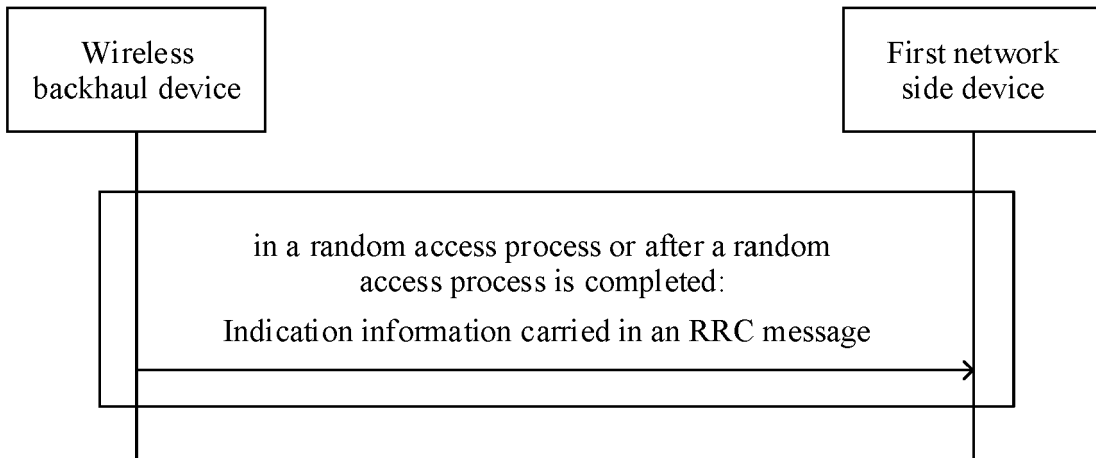 Wireless
backhaul device
First network
side device
in a random access process or after a random
access process is completed:
Indication information carried in an RRC message